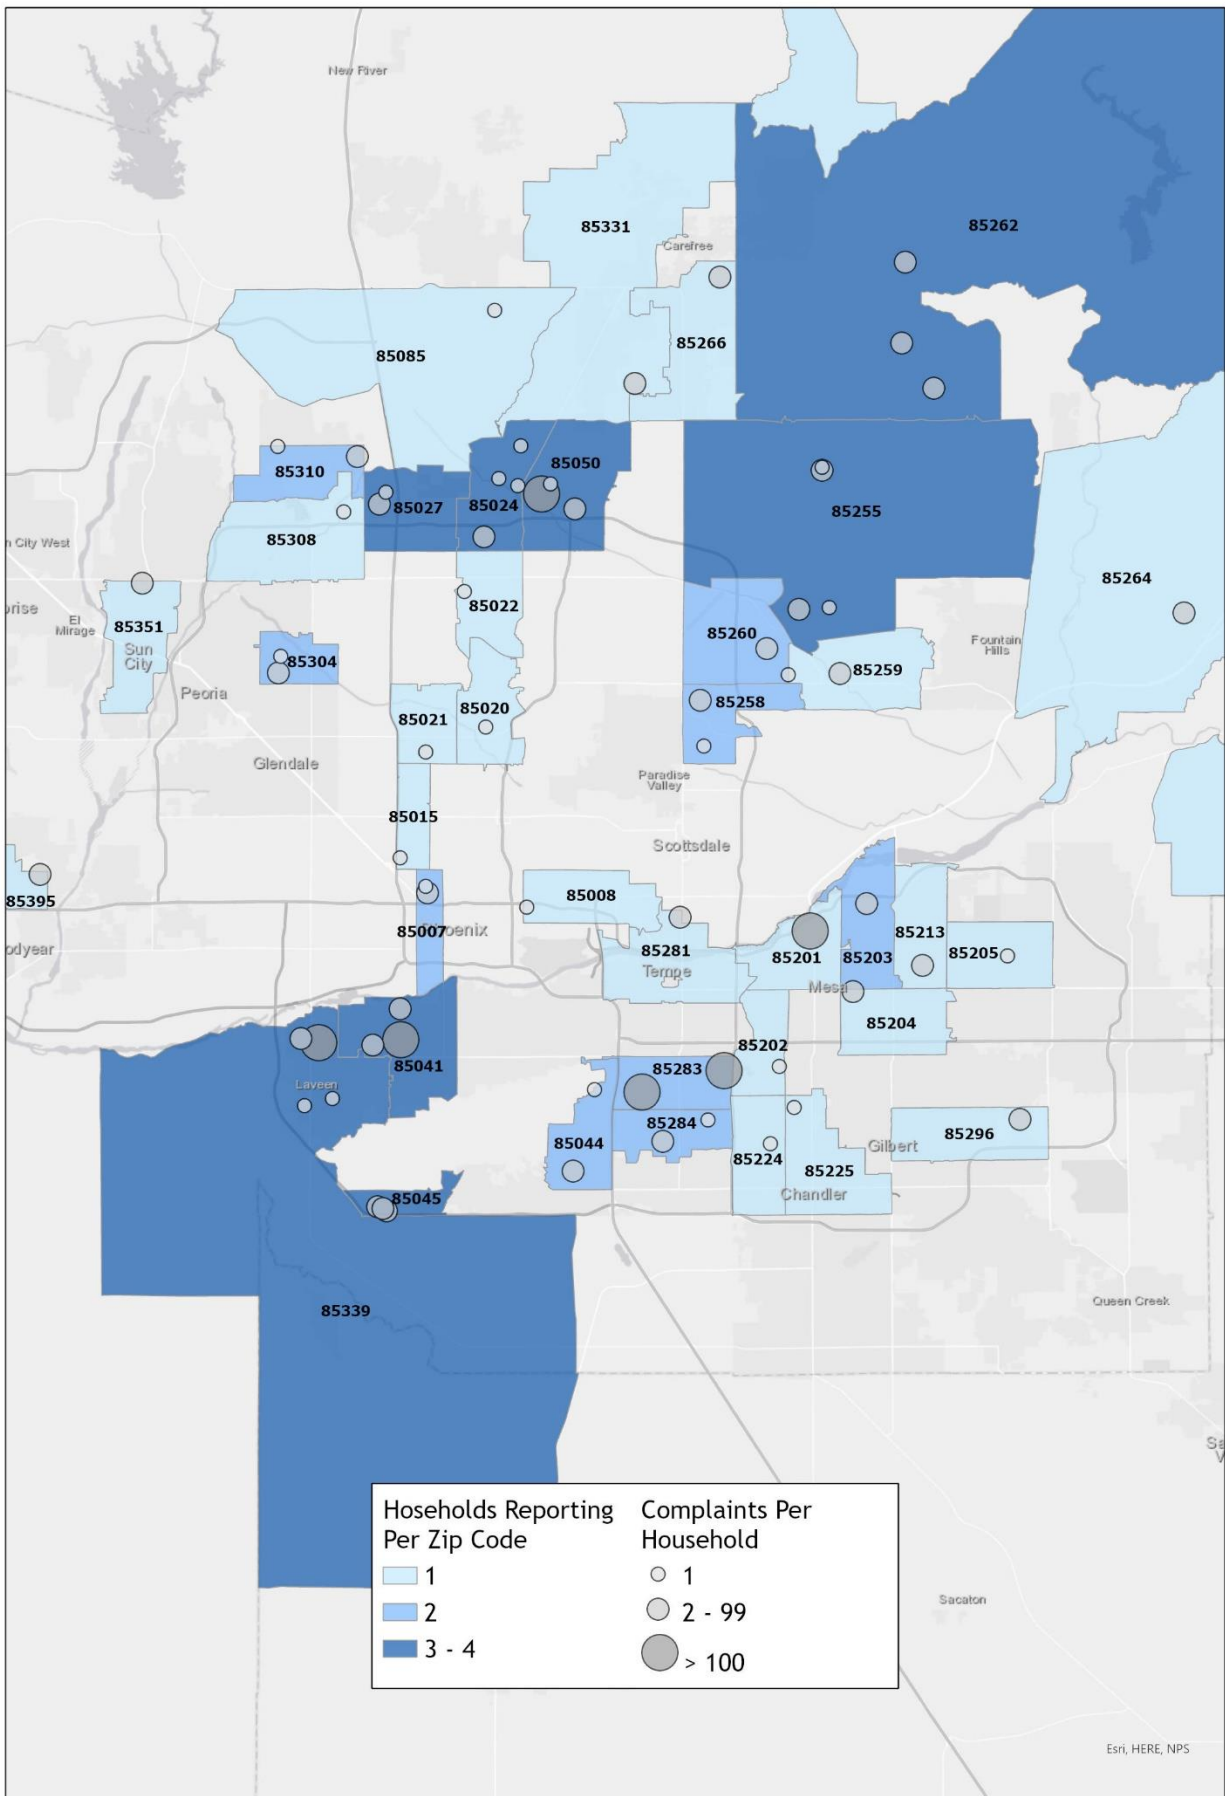 New River
85331
85262
Carefree
85266
85085
85050
85310
85024
85027
85255
85308
n City West
85264
85022
prise
El
Mirage
85351
Sun
City
85260
Fountain
Hills
85304
85259
Peoria
85258
85020
85021
Glendale
Paradise
Valley
85015
Scottsdale
85395
85008
85007
oenix
85281
85213
85201
85203
85205
odyear
Tempe
Mesa
85204
85202
85041
85283
Laveen
85284
85044
85296
Gilbert
85224
85225
Chandler
85045
85339
Queen Creek
Sa
V
Hoseholds Reporting
Per Zip Code
1
2
3 - 4
Complaints Per
Household
1
2 - 99
> 100
Sacaton
Esri, HERE, NPS